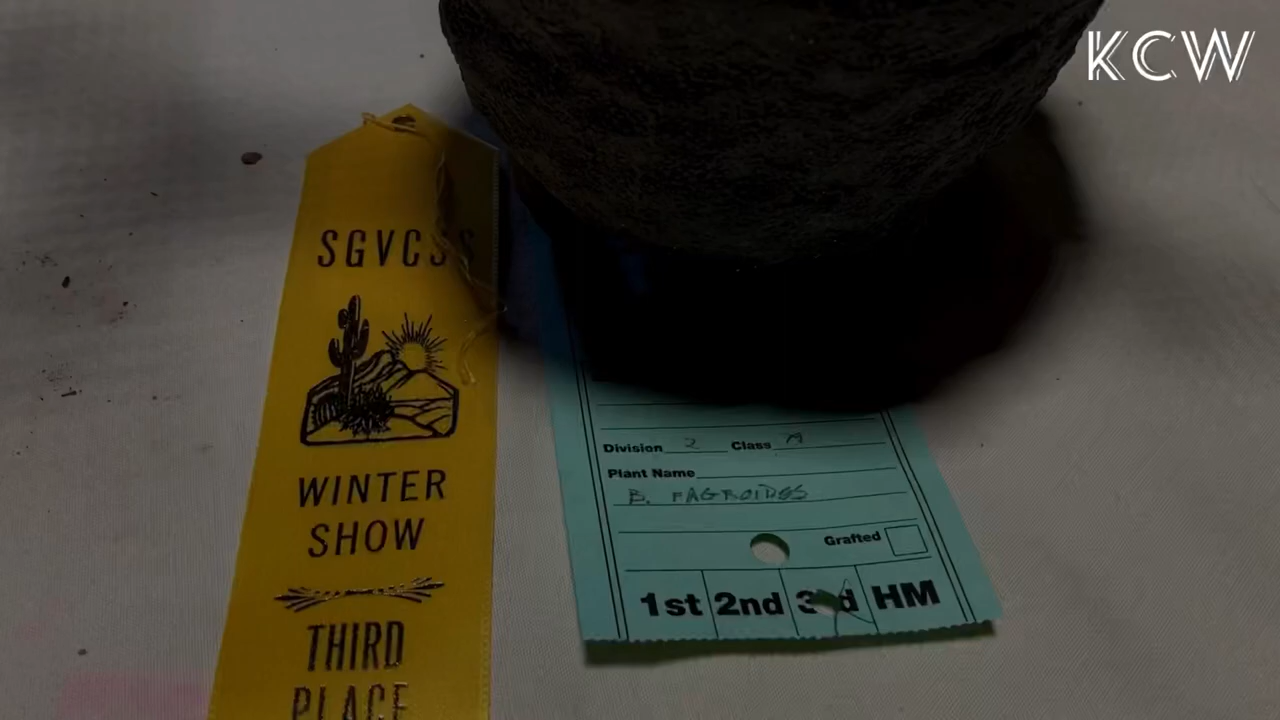 KCW
SGVCSS
WINTER
SHOW
THIRD
PLACE
Division 2 Class A
Plant Name
B. FAGROIDES
Grafted
1st 2nd 3rd HM